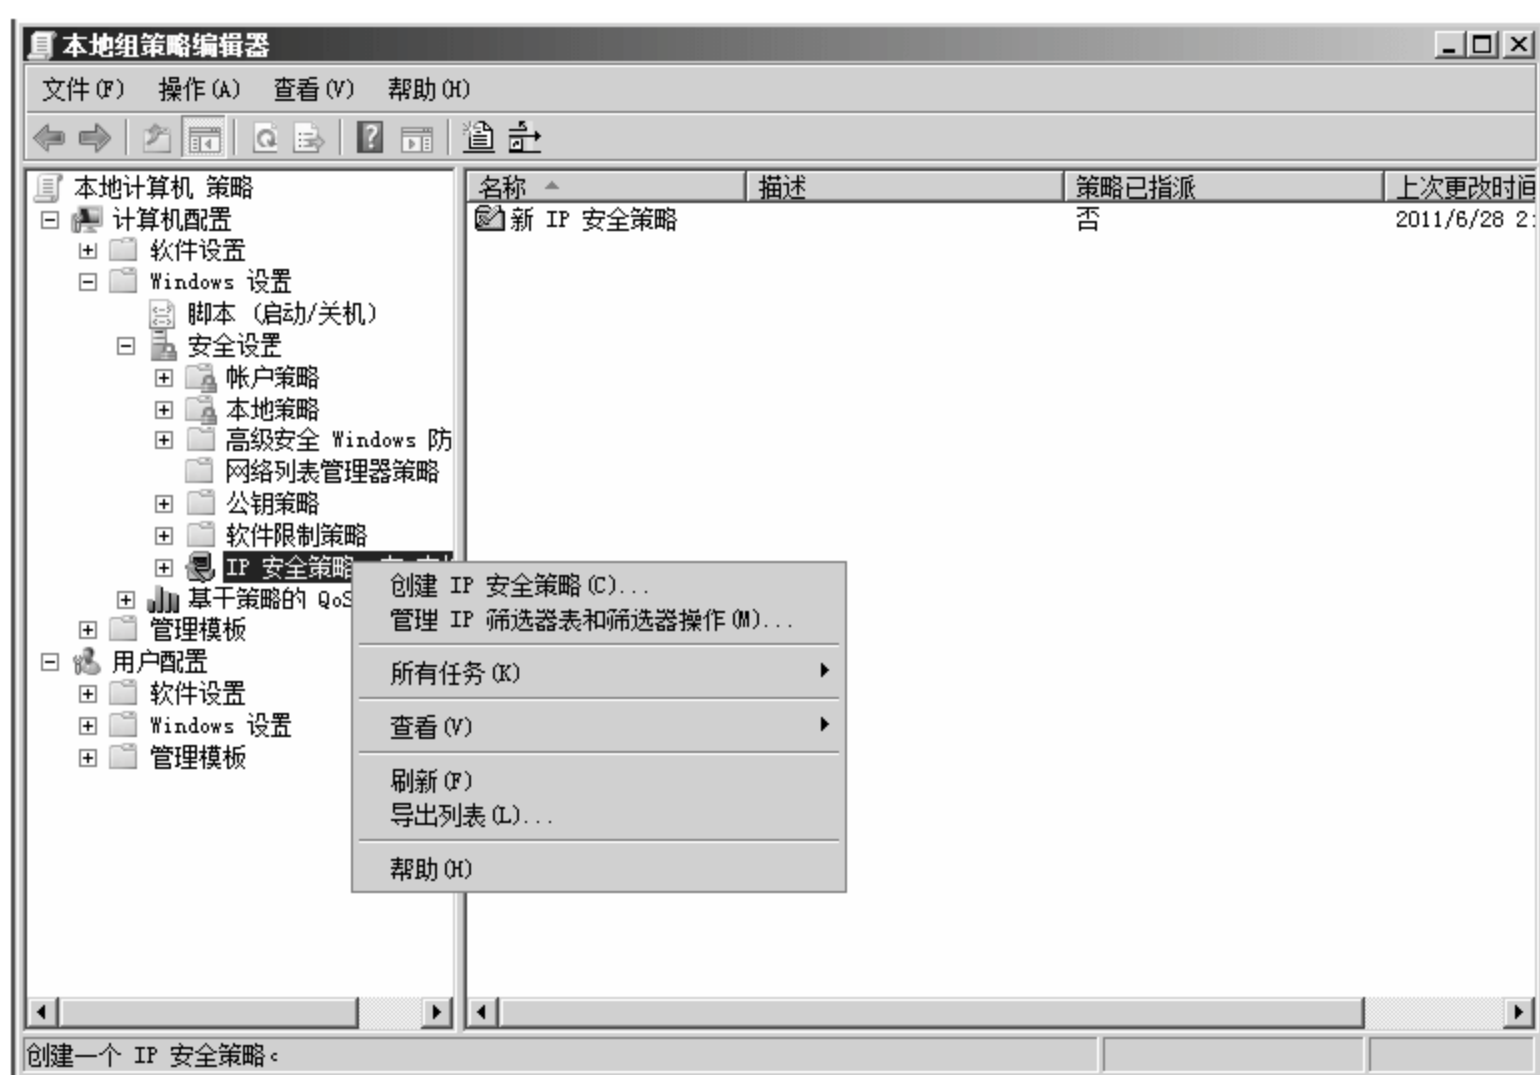 本地组策略编辑器
文件(F) 操作(A) 查看(V) 帮助(H)
本地计算机 策略
计算机配置
软件设置
Windows 设置
脚本 (启动/关机)
安全设置
帐户策略
本地策略
高级安全 Windows 防
网络列表管理器策略
公钥策略
软件限制策略
IP 安全策略
基于策略的 QoS
管理模板
用户配置
软件设置
Windows 设置
管理模板
名称 描述 策略已指派 上次更改时间
新 IP 安全策略 否 2011/6/28 2:
创建 IP 安全策略(C)...
管理 IP 筛选器表和筛选器操作(M)...
所有任务(K)
查看(V)
刷新(F)
导出列表(L)...
帮助(H)
创建一个 IP 安全策略。